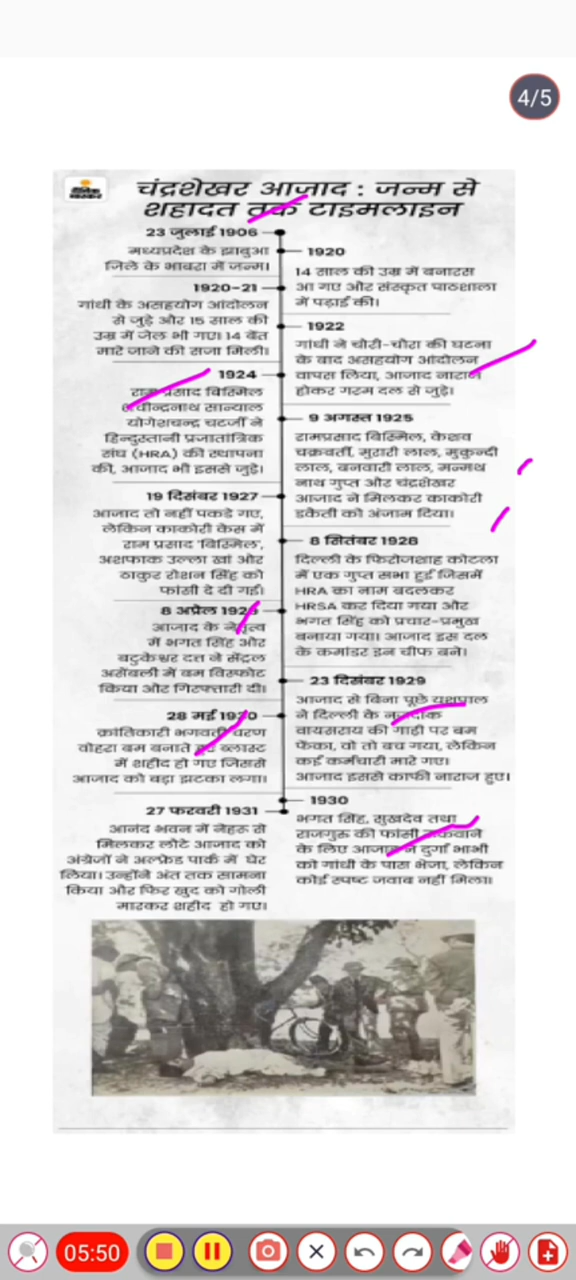 4/5
चंद्रशेखर आजाद : जन्म से
शहादत तक टाइमलाइन
23 जुलाई 1906
मध्यप्रदेश के झाबुआ
जिले के भाबरा में जन्म।
1920
14 साल की उम्र में बनारस
आ गए और संस्कृत पाठशाला
में पढ़ाई की।
1920-21
गांधी के असहयोग आंदोलन
से जुड़े और 15 साल की
उम्र में जेल भी गए। 14 बेंत
मारे जाने की सजा मिली।
1922
गांधी ने चौरी-चौरा की घटना
के बाद असहयोग आंदोलन
वापस लिया, आजाद नाराज
होकर गरम दल से जुड़े।
1924
राम प्रसाद बिस्मिल
शचीन्द्रनाथ सान्याल
योगेशचन्द्र चटर्जी ने
हिन्दुस्तानी प्रजातांत्रिक
संघ (HRA) की स्थापना
की, आजाद भी इससे जुड़े।
9 अगस्त 1925
रामप्रसाद बिस्मिल, केशव
चक्रवर्ती, मुरारी लाल, मुकुन्दी
लाल, बनवारी लाल, मन्मथ
नाथ गुप्त और चंद्रशेखर
आजाद ने मिलकर काकोरी
डकैती को अंजाम दिया।
19 दिसंबर 1927
आजाद तो नहीं पकड़े गए,
लेकिन काकोरी केस में
राम प्रसाद 'बिस्मिल',
अशफाक उल्ला खां और
ठाकुर रोशन सिंह को
फांसी दे दी गई।
8 सितंबर 1928
दिल्ली के फिरोजशाह कोटला
में एक गुप्त सभा हुई जिसमें
HRA का नाम बदलकर
HRSA कर दिया गया और
भगत सिंह को प्रचार-प्रमुख
बनाया गया। आजाद इस दल
के कमांडर इन चीफ बने।
8 अप्रैल 1929
आजाद के नेतृत्व
में भगत सिंह और
बटुकेश्वर दत्त ने सेंट्रल
असेंबली में बम विस्फोट
किया और गिरफ्तारी दी।
23 दिसंबर 1929
आजाद से बिना पूछे यशपाल
ने दिल्ली के नजदीक
वायसराय की गाड़ी पर बम
फेंका, वो तो बच गया, लेकिन
कई कर्मचारी मारे गए।
आजाद इससे काफी नाराज हुए।
28 मई 1930
क्रांतिकारी भगवती चरण
वोहरा बम बनाते हुए ब्लास्ट
में शहीद हो गए जिससे
आजाद को बड़ा झटका लगा।
1930
भगत सिंह, सुखदेव तथा
राजगुरु की फांसी रुकवाने
के लिए आजाद ने दुर्गा भाभी
को गांधी के पास भेजा, लेकिन
कोई स्पष्ट जवाब नहीं मिला।
27 फरवरी 1931
आनंद भवन में नेहरू से
मिलकर लौटे आजाद को
अंग्रेजों ने अल्फ्रेड पार्क में घेर
लिया। उन्होंने अंत तक सामना
किया और फिर खुद को गोली
मारकर शहीद हो गए।
05:50